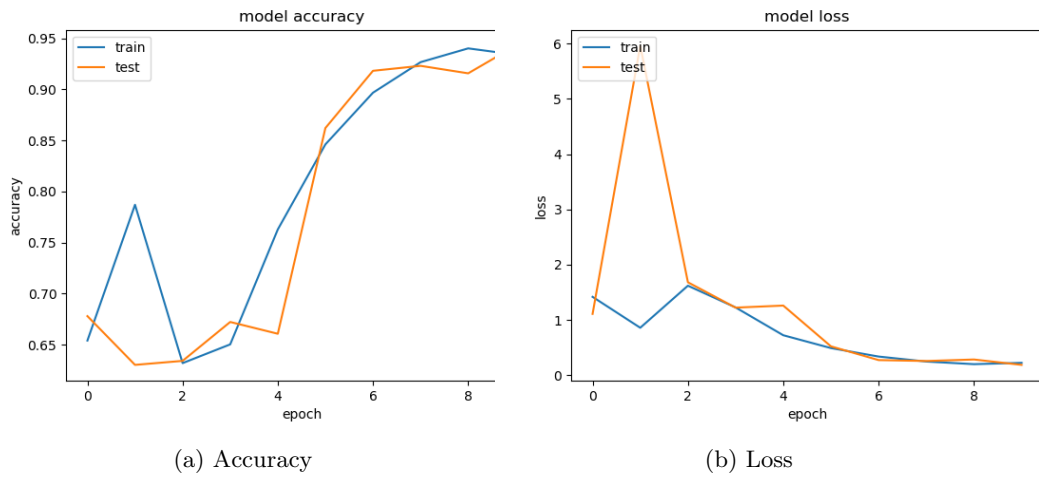 model accuracy
train
test
0.95
0.90
0.85
0.80
0.75
0.70
0.65
accuracy
0 2 4 6 8
epoch
(a) Accuracy
model loss
train
test
6
5
4
3
2
1
0
loss
0 2 4 6 8
epoch
(b) Loss